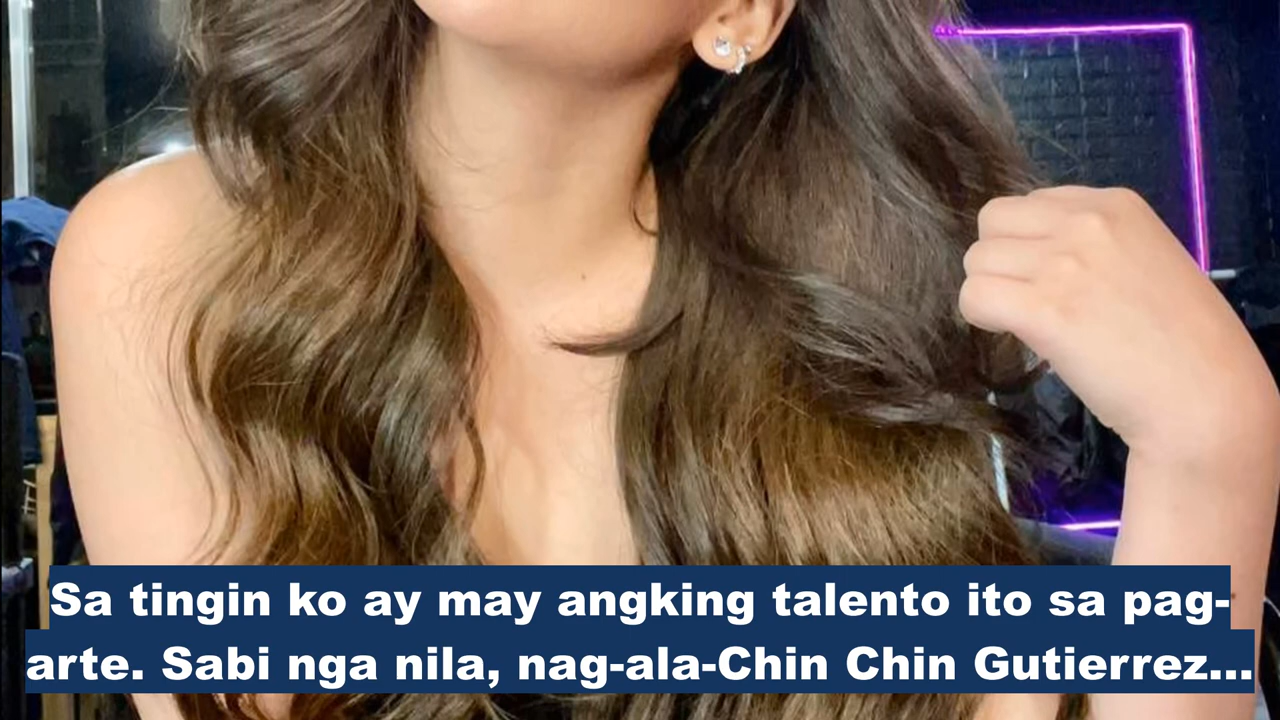 Sa tingin ko ay may angking talento ito sa pag-
arte. Sabi nga nila, nag-ala-Chin Chin Gutierrez...